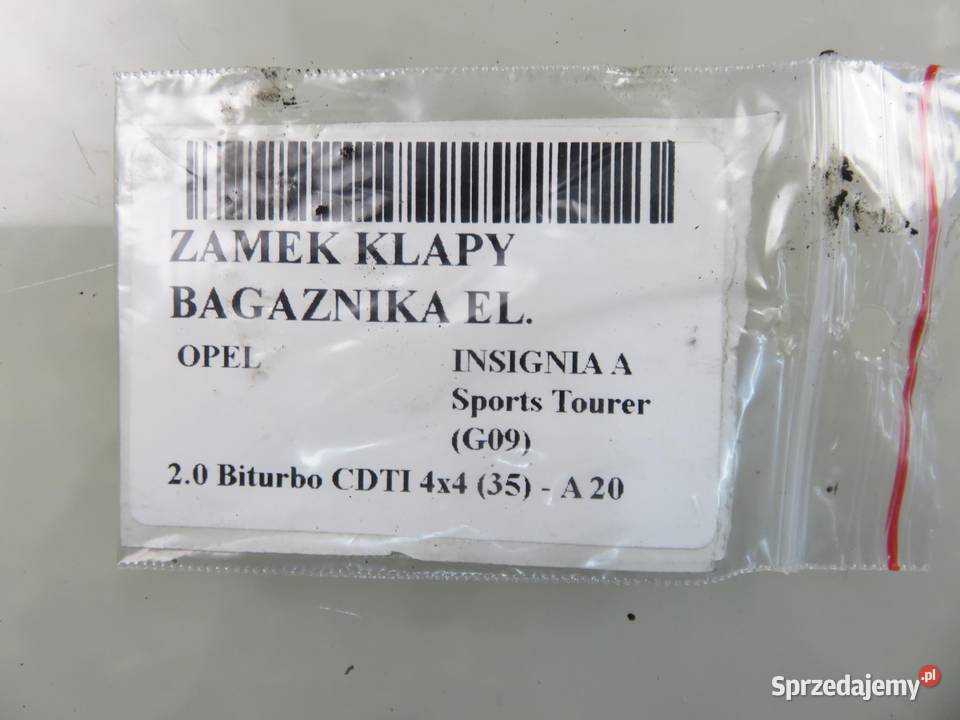 ZAMEK KLAPY
BAGAZNIKA EL.
OPEL INSIGNIA A
Sports Tourer
(G09)
2.0 Biturbo CDTI 4x4 (35) - A 20
Sprzedajemy.pl